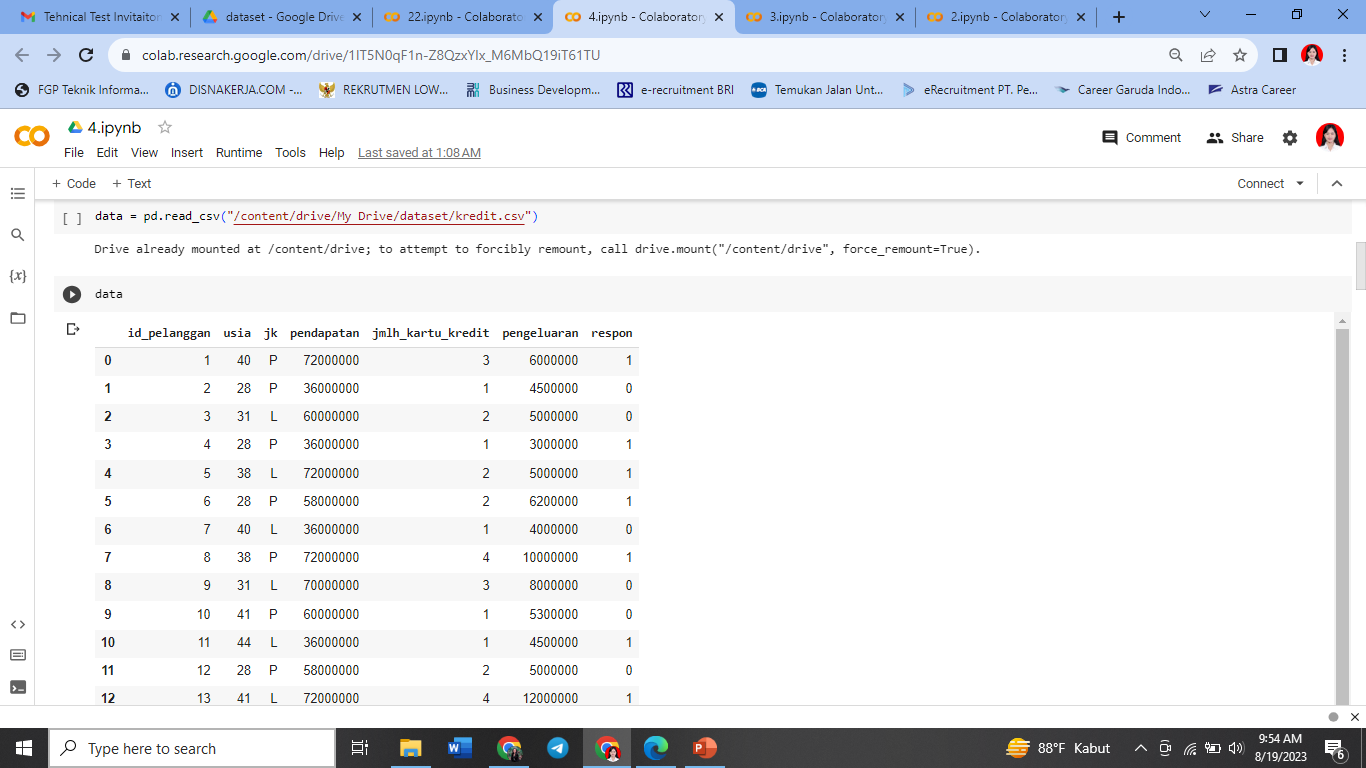 Tehnical Test Invitaiton dataset - Google Drive 22.ipynb - Colaborato 4.ipynb - Colaboratory 3.ipynb - Colaboratory 2.ipynb - Colaboratory
colab.research.google.com/drive/1IT5N0qF1n-Z8QzxYIx_M6MbQ19iT61TU
FGP Teknik Informa... DISNAKERJA.COM -... REKRUTMEN LOW... Business Developm... e-recruitment BRI Temukan Jalan Unt... eRecruitment PT. Pe... Career Garuda Indo... Astra Career
4.ipynb
Comment Share
File Edit View Insert Runtime Tools Help Last saved at 1:08 AM
+ Code + Text Connect
[ ] data = pd.read_csv("/content/drive/My Drive/dataset/kredit.csv")
Drive already mounted at /content/drive; to attempt to forcibly remount, call drive.mount("/content/drive", force_remount=True).
{x}
data
id_pelanggan usia jk pendapatan jmlh_kartu_kredit pengeluaran respon
0 1 40 P 72000000 3 6000000 1
1 2 28 P 36000000 1 4500000 0
2 3 31 L 60000000 2 5000000 0
3 4 28 P 36000000 1 3000000 1
4 5 38 L 72000000 2 5000000 1
5 6 28 P 58000000 2 6200000 1
6 7 40 L 36000000 1 4000000 0
7 8 38 P 72000000 4 10000000 1
8 9 31 L 70000000 3 8000000 0
9 10 41 P 60000000 1 5300000 0
10 11 44 L 36000000 1 4500000 1
11 12 28 P 58000000 2 5000000 0
12 13 41 L 72000000 4 12000000 1
Type here to search
88°F Kabut
9:54 AM
8/19/2023
6